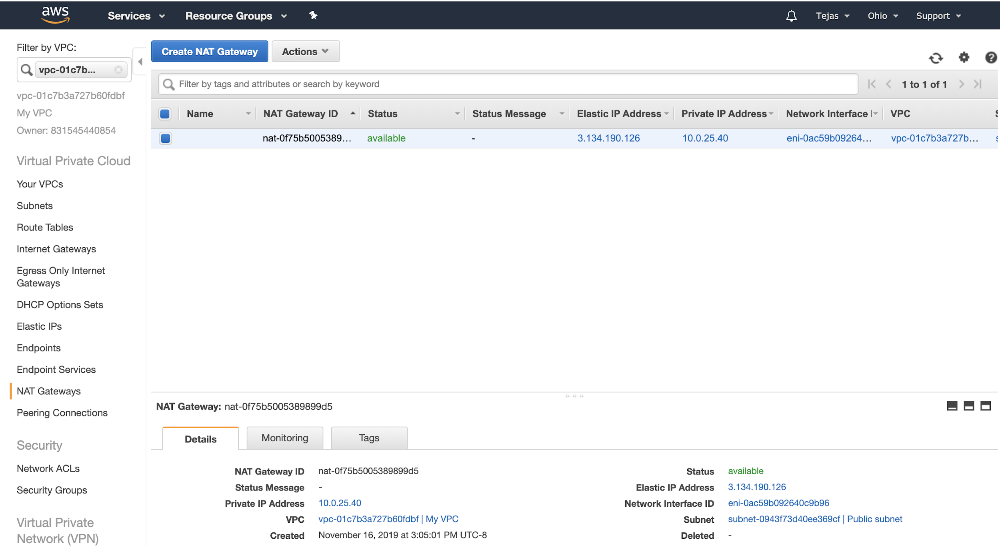 aws Services Resource Groups Tejas Ohio Support
Filter by VPC:
vpc-01c7b...
vpc-01c7b3a727b60fdbf
My VPC
Owner: 831545440854
Virtual Private Cloud
Your VPCs
Subnets
Route Tables
Internet Gateways
Egress Only Internet
Gateways
DHCP Options Sets
Elastic IPs
Endpoints
Endpoint Services
NAT Gateways
Peering Connections
Security
Network ACLs
Security Groups
Virtual Private
Network (VPN)
Create NAT Gateway Actions
Filter by tags and attributes or search by keyword 1 to 1 of 1
Name NAT Gateway ID Status Status Message Elastic IP Address Private IP Address Network Interface VPC
nat-0f75b5005389... available - 3.134.190.126 10.0.25.40 eni-0ac59b09264... vpc-01c7b3a727b...
NAT Gateway: nat-0f75b5005389899d5
Details Monitoring Tags
NAT Gateway ID nat-0f75b5005389899d5 Status available
Status Message - Elastic IP Address 3.134.190.126
Private IP Address 10.0.25.40 Network Interface ID eni-0ac59b092640c9b96
VPC vpc-01c7b3a727b60fdbf | My VPC Subnet subnet-0943f73d40ee369cf | Public subnet
Created November 16, 2019 at 3:05:01 PM UTC-8 Deleted -